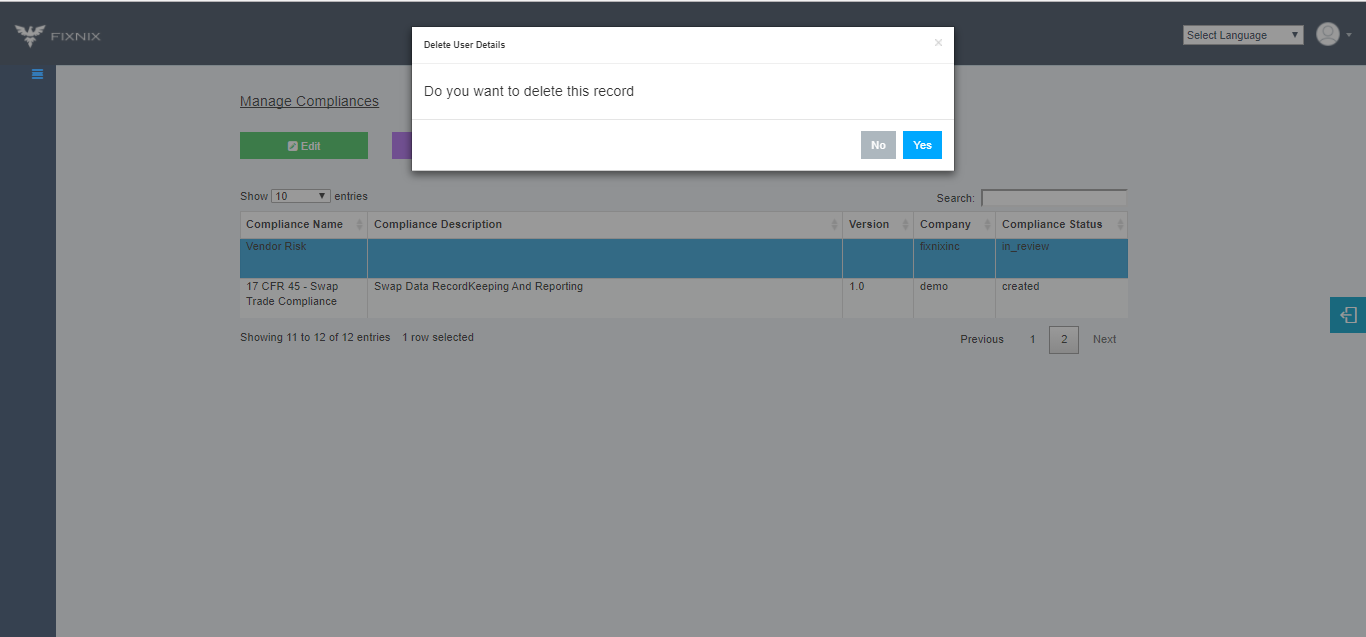 FIXNIX
Select Language
Delete User Details
×
Do you want to delete this record
No Yes
Manage Compliances
Edit
Show 10 entries
Search:
Compliance Name Compliance Description Version Company Compliance Status
Vendor Risk fixnixinc in_review
17 CFR 45 - Swap Swap Data RecordKeeping And Reporting 1.0 demo created
Trade Compliance
Showing 11 to 12 of 12 entries 1 row selected
Previous 1 2 Next